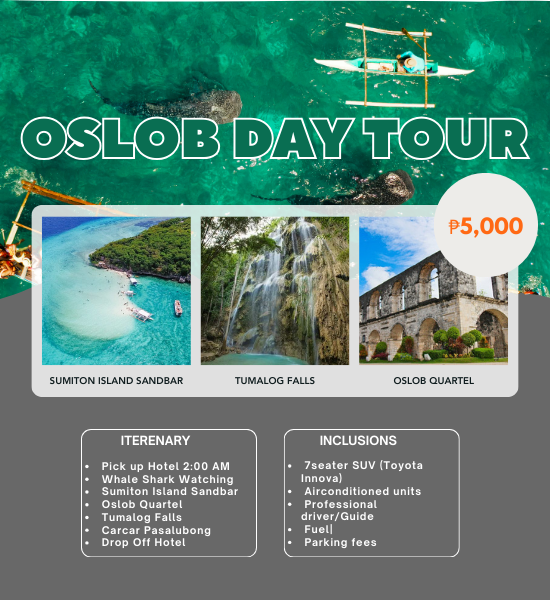 OSLOB DAY TOUR
₱5,000
SUMITON ISLAND SANDBAR
TUMALOG FALLS
OSLOB QUARTEL
ITERENARY
• Pick up Hotel 2:00 AM
• Whale Shark Watching
• Sumiton Island Sandbar
• Oslob Quartel
• Tumalog Falls
• Carcar Pasalubong
• Drop Off Hotel
INCLUSIONS
• 7seater SUV (Toyota
Innova)
• Airconditioned units
• Professional
driver/Guide
• Fuel|
• Parking fees